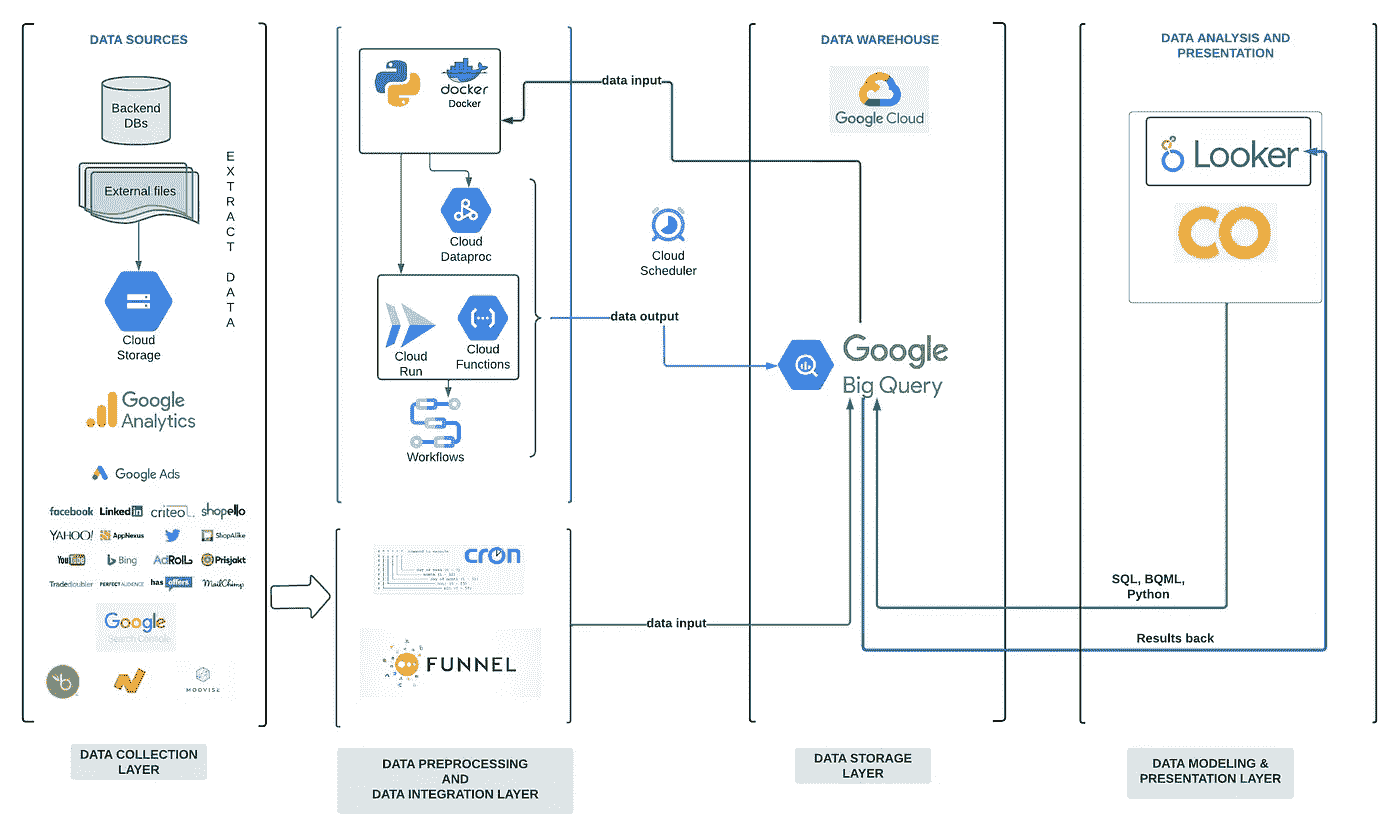 DATA SOURCES
Backend
DBs
External files
EXTRACT DATA
Cloud
Storage
Google
Analytics
Google Ads
facebook LinkedIn criteo shopello
YAHOO! AppNexus ShopAlike
YouTube Bing AdRoll Prisjakt
Tradedoubler PERFECT AUDIENCE has offers MailChimp
Google
Search Console
b
MOOVISE
DATA COLLECTION
LAYER
docker
Docker
Cloud
Dataproc
Cloud
Run
Cloud
Functions
Workflows
cron
FUNNEL
DATA PREPROCESSING
AND
DATA INTEGRATION LAYER
data input
Cloud
Scheduler
data output
data input
DATA WAREHOUSE
Google Cloud
Google
Big Query
DATA STORAGE
LAYER
DATA ANALYSIS AND
PRESENTATION
Looker
CO
SQL, BQML,
Python
Results back
DATA MODELING &
PRESENTATION LAYER